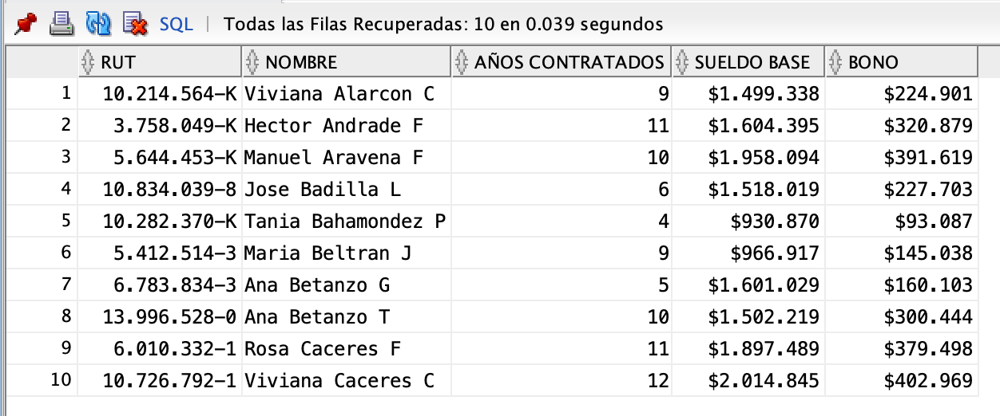 SQL | Todas las Filas Recuperadas: 10 en 0.039 segundos
RUT NOMBRE AÑOS CONTRATADOS SUELDO BASE BONO
1 10.214.564-K Viviana Alarcon C 9 $1.499.338 $224.901
2 3.758.049-K Hector Andrade F 11 $1.604.395 $320.879
3 5.644.453-K Manuel Aravena F 10 $1.958.094 $391.619
4 10.834.039-8 Jose Badilla L 6 $1.518.019 $227.703
5 10.282.370-K Tania Bahamondez P 4 $930.870 $93.087
6 5.412.514-3 Maria Beltran J 9 $966.917 $145.038
7 6.783.834-3 Ana Betanzo G 5 $1.601.029 $160.103
8 13.996.528-0 Ana Betanzo T 10 $1.502.219 $300.444
9 6.010.332-1 Rosa Caceres F 11 $1.897.489 $379.498
10 10.726.792-1 Viviana Caceres C 12 $2.014.845 $402.969